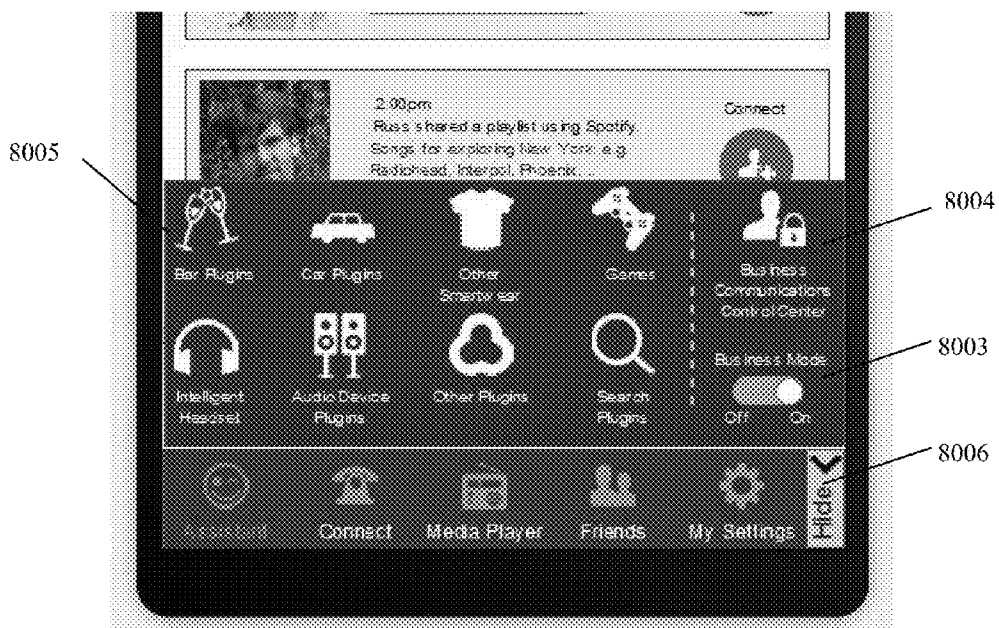 2:00pm
Russ shared a playlist using Spotify.
Songs for exploring New York. e.g.
Radiohead, Interpol, Phoenix,...
Connect
8005
8004
Bar Plugins
Car Plugins
Other
Smartwear
Games
Business
Communications
Control Center
8003
Business Mode
Off
On
Intelligent
Headset
Audio Device
Plugins
Other Plugins
Search
Plugins
8006
Assistant
Connect
Media Player
Friends
My Settings
Hide